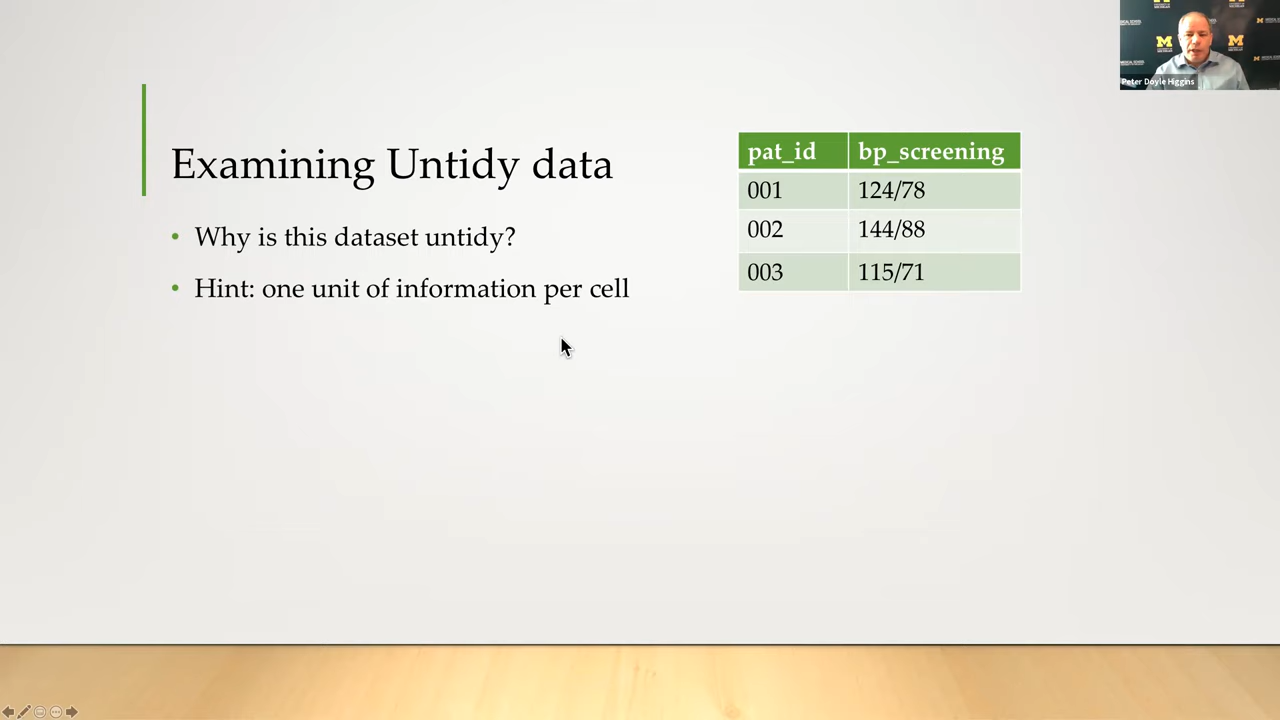 Examining Untidy data
• Why is this dataset untidy?
• Hint: one unit of information per cell
pat_id bp_screening
001 124/78
002 144/88
003 115/71
Peter Doyle Higgins